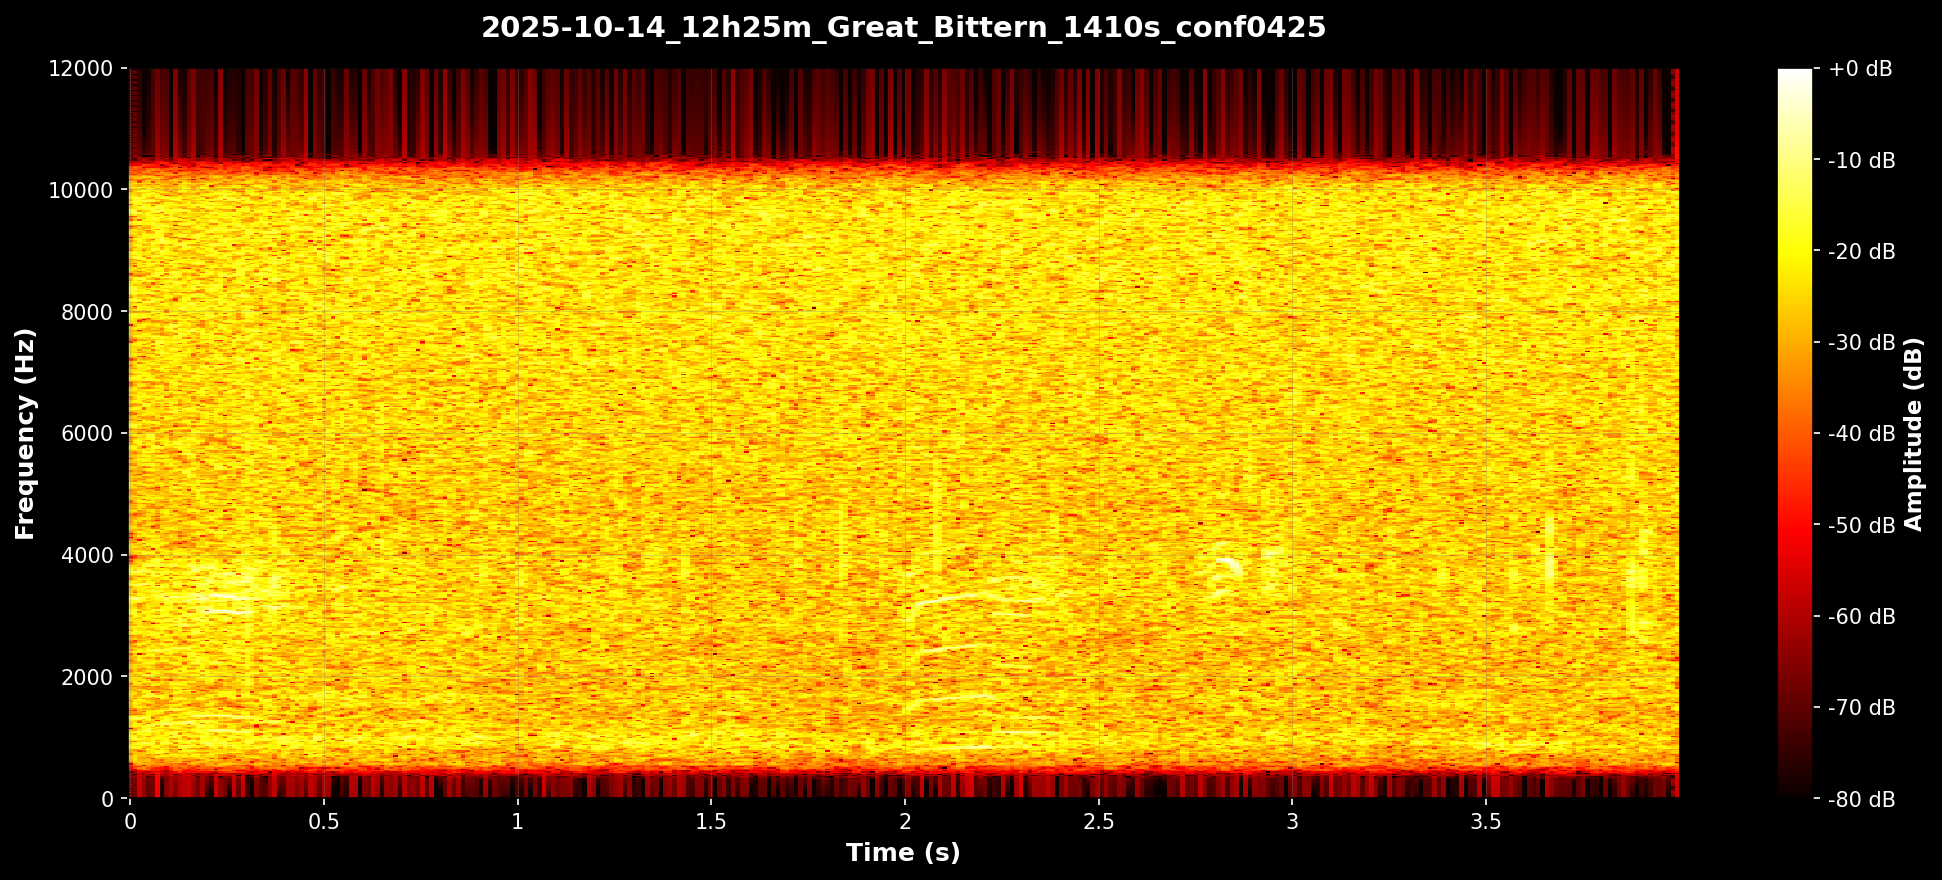 2025-10-14_12h25m_Great_Bittern_1410s_conf0425
12000
10000
8000
6000
4000
2000
0
Frequency (Hz)
0
0.5
1
1.5
2
2.5
3
3.5
Time (s)
+0 dB
-10 dB
-20 dB
-30 dB
-40 dB
-50 dB
-60 dB
-70 dB
-80 dB
Amplitude (dB)